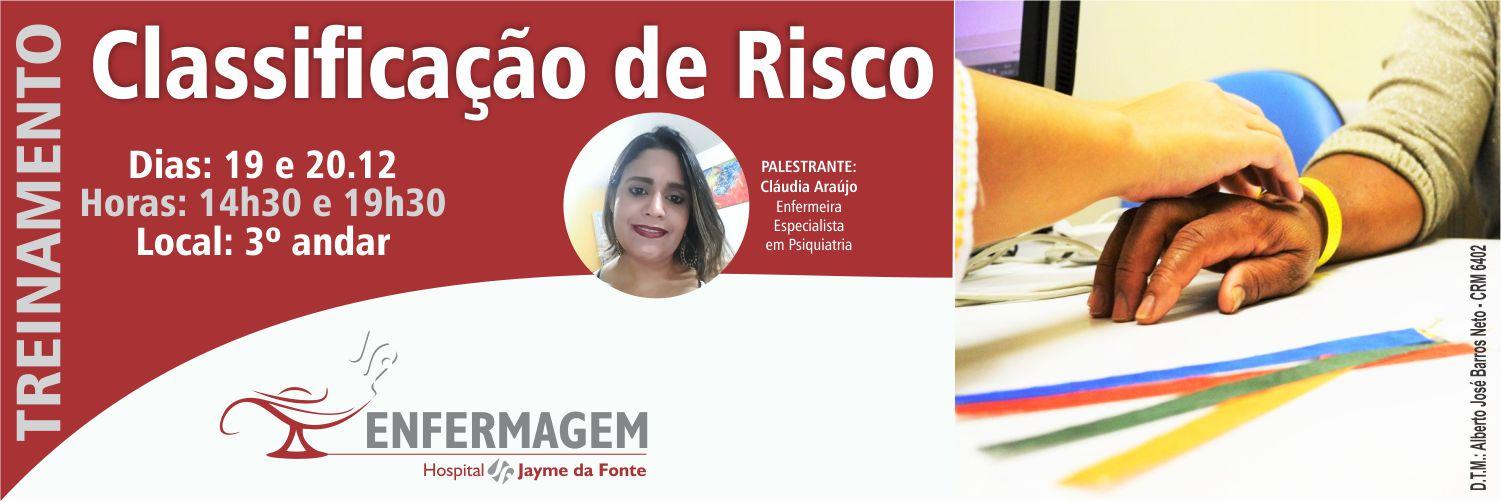 TREINAMENTO
Classificação de Risco
Dias: 19 e 20.12
Horas: 14h30 e 19h30
Local: 3º andar
PALESTRANTE:
Cláudia Araújo
Enfermeira
Especialista
em Psiquiatria
ENFERMAGEM
Hospital Jayme da Fonte
D.T.M.: Alberto José Barros Neto - CRM 6402